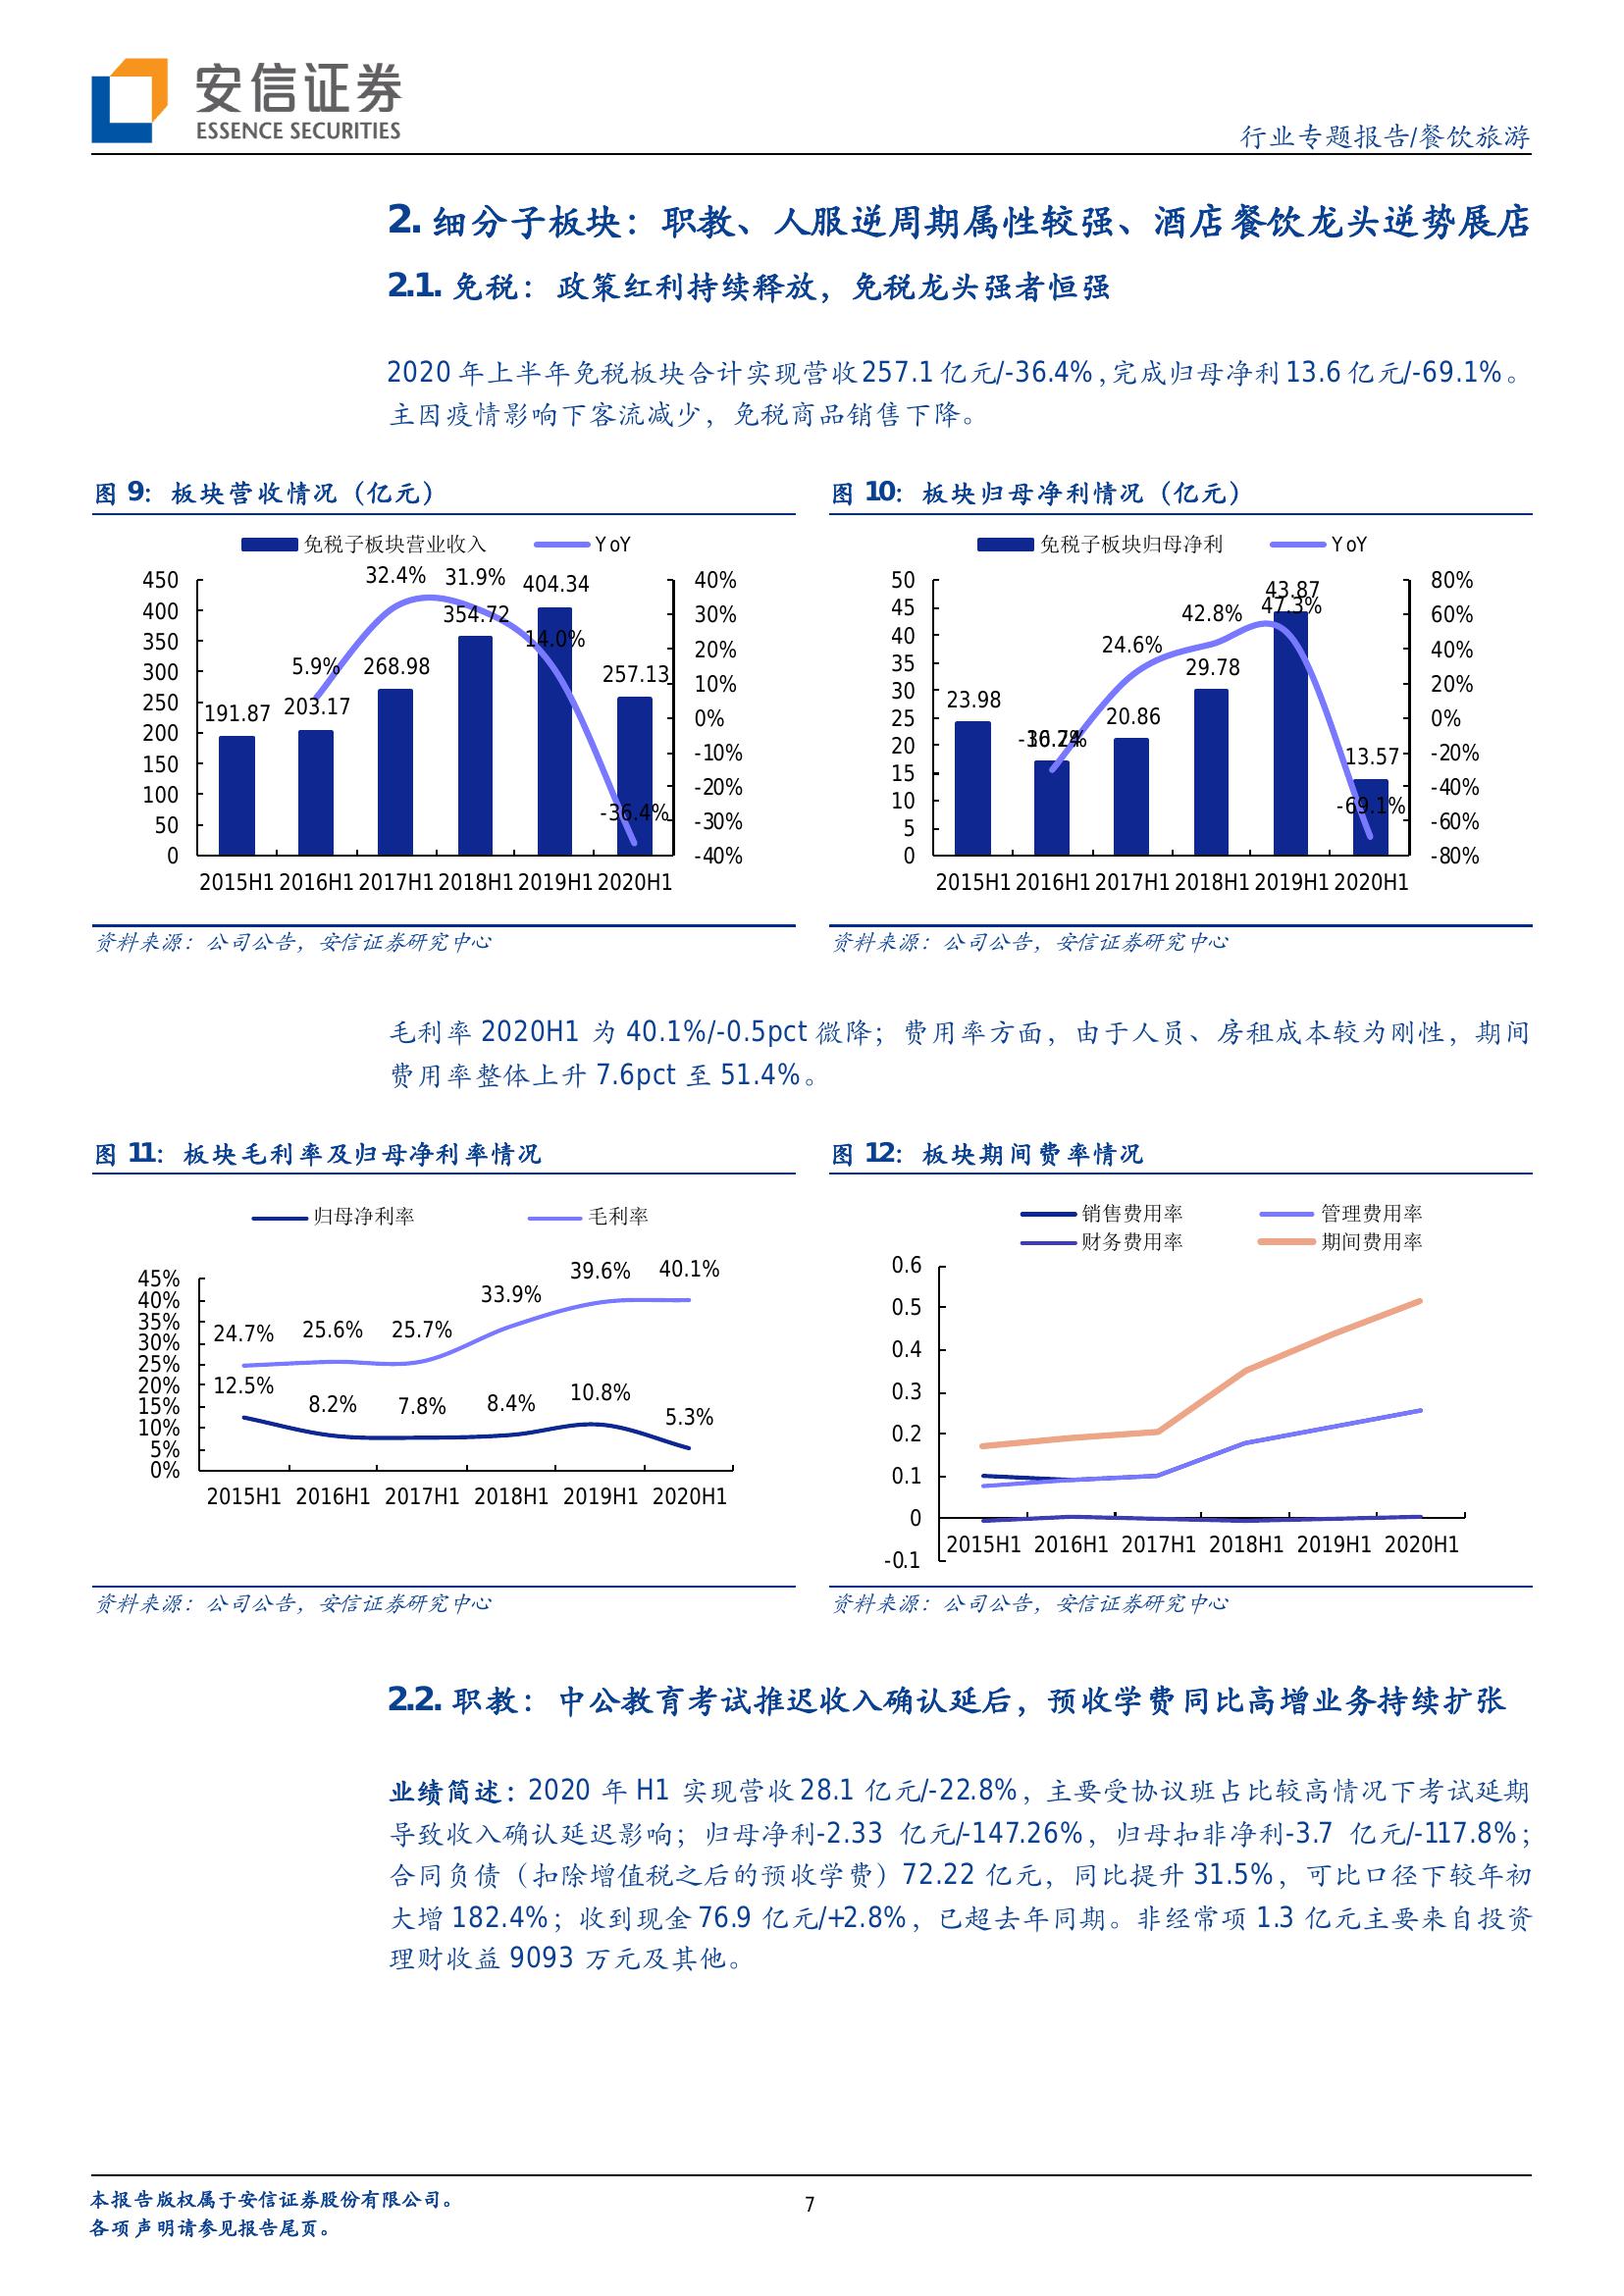 安信证券
ESSENCE SECURITIES
行业专题报告/餐饮旅游
2. 细分子板块：职教、人服逆周期属性较强、酒店餐饮龙头逆势展店
2.1. 免税：政策红利持续释放，免税龙头强者恒强
2020 年上半年免税板块合计实现营收257.1 亿元/-36.4%，完成归母净利 13.6 亿元/-69.1%。
主因疫情影响下客流减少，免税商品销售下降。
图 9：板块营收情况（亿元）
免税子板块营业收入 YoY
450
400
350
300
250
200
150
100
50
0
191.87
203.17
268.98
354.72
404.34
257.13
5.9%
32.4%
31.9%
14.0%
-36.4%
40%
30%
20%
10%
0%
-10%
-20%
-30%
-40%
2015H1 2016H1 2017H1 2018H1 2019H1 2020H1
资料来源：公司公告，安信证券研究中心
图 10：板块归母净利情况（亿元）
免税子板块归母净利 YoY
50
45
40
35
30
25
20
15
10
5
0
23.98
20.86
29.78
43.87
13.57
24.6%
42.8%
47.3%
-69.1%
80%
60%
40%
20%
0%
-20%
-40%
-60%
-80%
2015H1 2016H1 2017H1 2018H1 2019H1 2020H1
资料来源：公司公告，安信证券研究中心
毛利率 2020H1 为 40.1%/-0.5pct 微降；费用率方面，由于人员、房租成本较为刚性，期间
费用率整体上升 7.6pct 至 51.4%。
图 11：板块毛利率及归母净利率情况
归母净利率 毛利率
45%
40%
35%
30%
25%
20%
15%
10%
5%
0%
24.7% 25.6% 25.7% 33.9% 39.6% 40.1%
12.5% 8.2% 7.8% 8.4% 10.8% 5.3%
2015H1 2016H1 2017H1 2018H1 2019H1 2020H1
资料来源：公司公告，安信证券研究中心
图 12：板块期间费率情况
销售费用率 管理费用率
财务费用率 期间费用率
0.6
0.5
0.4
0.3
0.2
0.1
0
-0.1
2015H1 2016H1 2017H1 2018H1 2019H1 2020H1
资料来源：公司公告，安信证券研究中心
2.2. 职教：中公教育考试推迟收入确认延后，预收学费同比高增业务持续扩张
业绩简述：2020 年 H1 实现营收28.1 亿元/-22.8%，主要受协议班占比较高情况下考试延期
导致收入确认延迟影响；归母净利-2.33 亿元/-147.26%，归母扣非净利-3.7 亿元/-117.8%；
合同负债（扣除增值税之后的预收学费）72.22 亿元，同比提升 31.5%，可比口径下较年初
大增 182.4%；收到现金 76.9 亿元/+2.8%，已超去年同期。非经常项 1.3 亿元主要来自投资
理财收益 9093 万元及其他。
本报告版权属于安信证券股份有限公司。
各项声明请参见报告尾页。
7